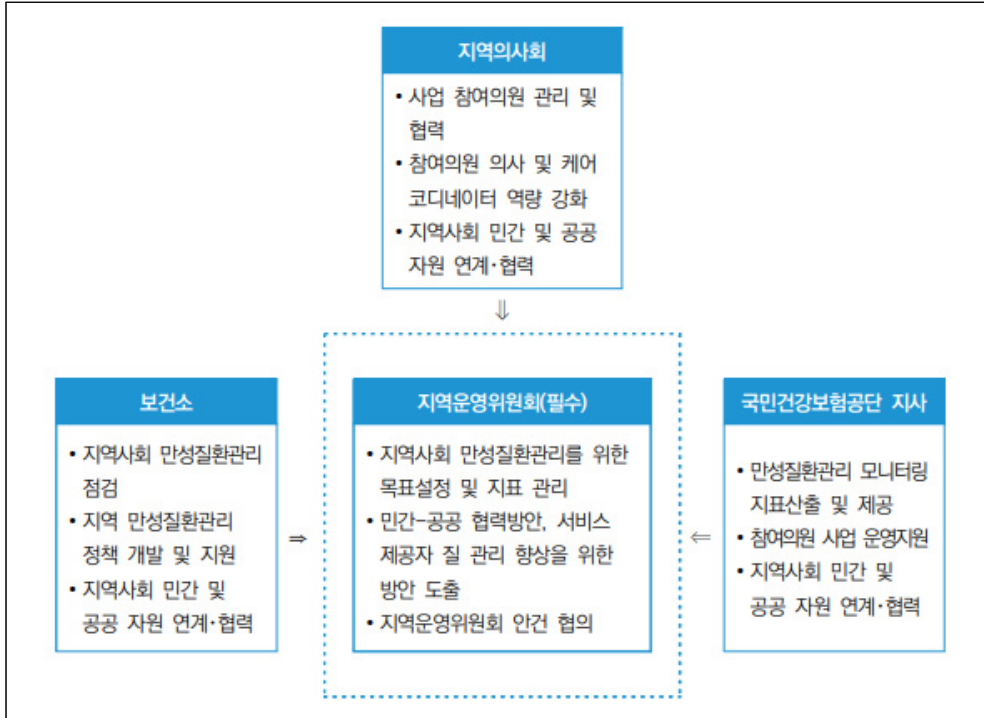 지역의사회
• 사업 참여의원 관리 및
협력
• 참여의원 의사 및 케어
코디네이터 역량 강화
• 지역사회 민간 및 공공
자원 연계·협력
⇓
보건소
• 지역사회 만성질환관리
점검
• 지역 만성질환관리
정책 개발 및 지원
• 지역사회 민간 및
공공 자원 연계·협력
⇒
지역운영위원회(필수)
• 지역사회 만성질환관리를 위한
목표설정 및 지표 관리
• 민간-공공 협력방안, 서비스
제공자 질 관리 향상을 위한
방안 도출
• 지역운영위원회 안건 협의
⇐
국민건강보험공단 지사
• 만성질환관리 모니터링
지표산출 및 제공
• 참여의원 사업 운영지원
• 지역사회 민간 및
공공 자원 연계·협력